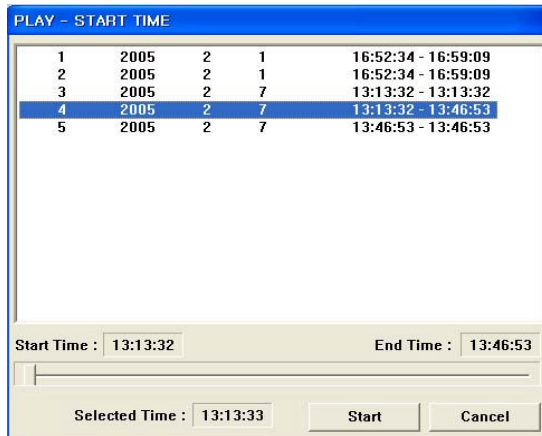 PLAY - START TIME
1 2005 2 1 16:52:34 - 16:59:09
2 2005 2 1 16:52:34 - 16:59:09
3 2005 2 7 13:13:32 - 13:13:32
4 2005 2 7 13:13:32 - 13:46:53
5 2005 2 7 13:46:53 - 13:46:53
Start Time : 13:13:32 End Time : 13:46:53
Selected Time : 13:13:33 Start Cancel